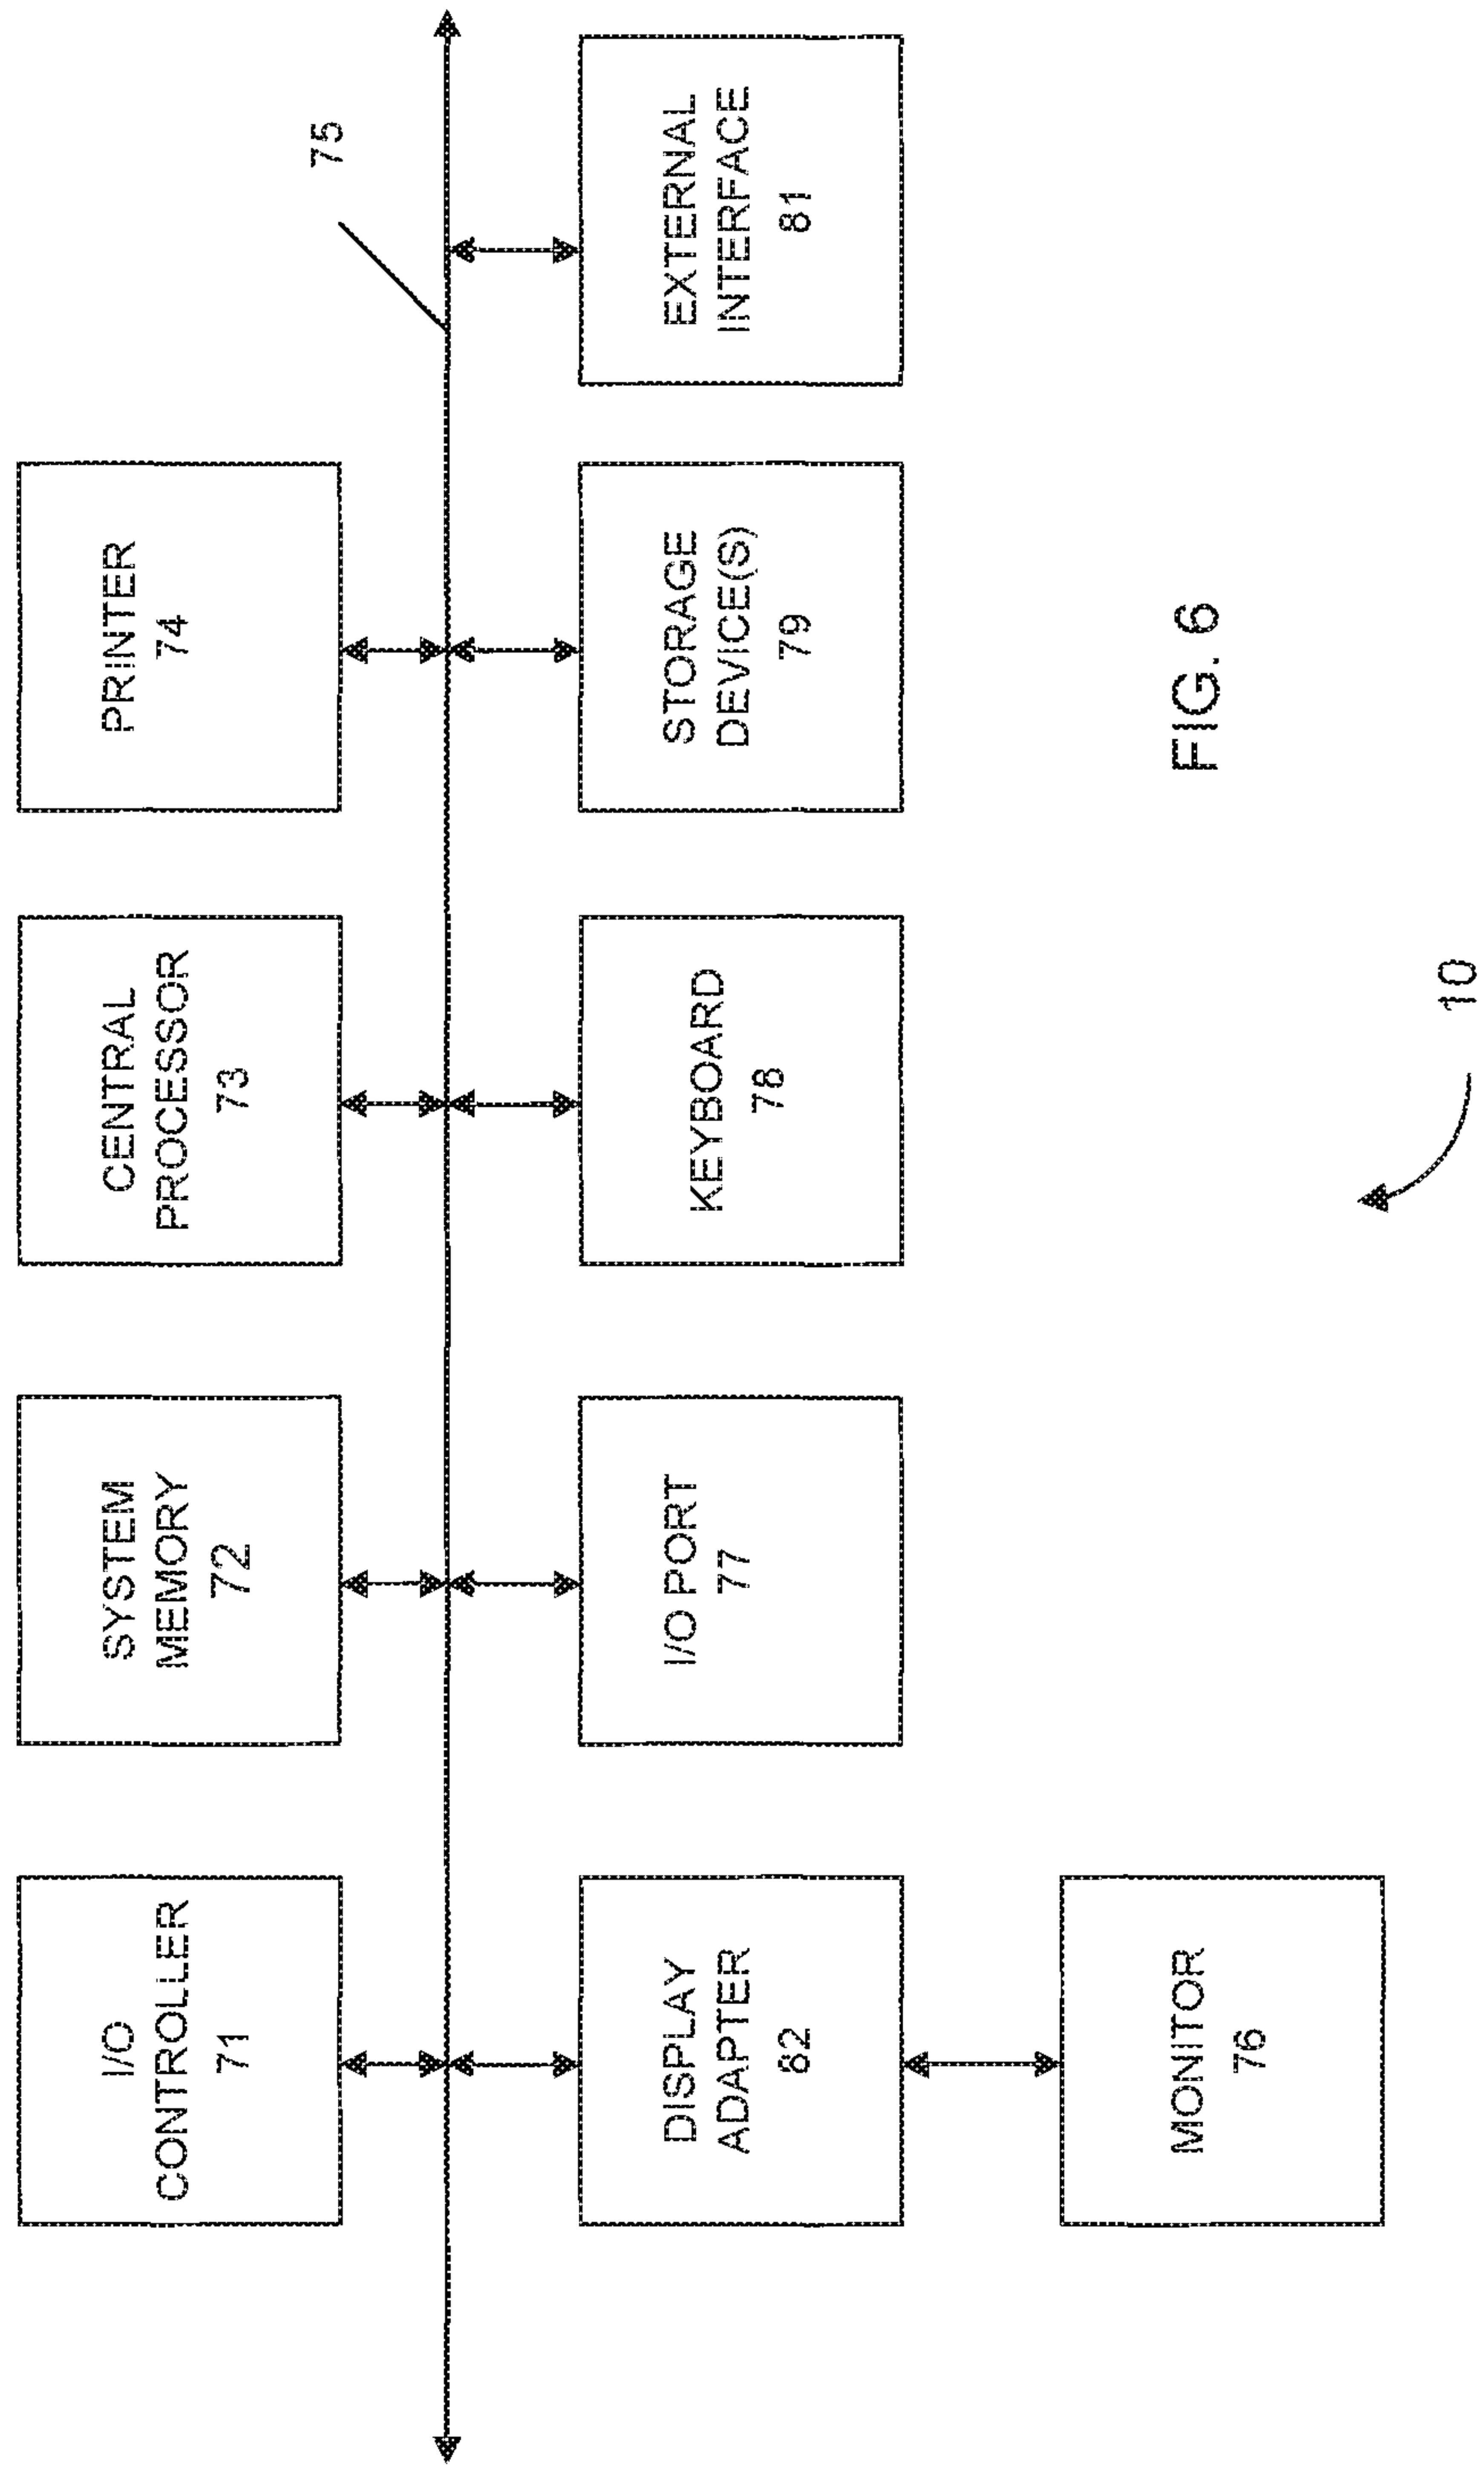 I/O
CONTROLLER
71
SYSTEM
MEMORY
72
CENTRAL
PROCESSOR
73
PRINTER
74
75
DISPLAY
ADAPTER
82
I/O PORT
77
KEYBOARD
78
STORAGE
DEVICE(S)
79
EXTERNAL
INTERFACE
81
MONITOR
76
FIG. 6
10